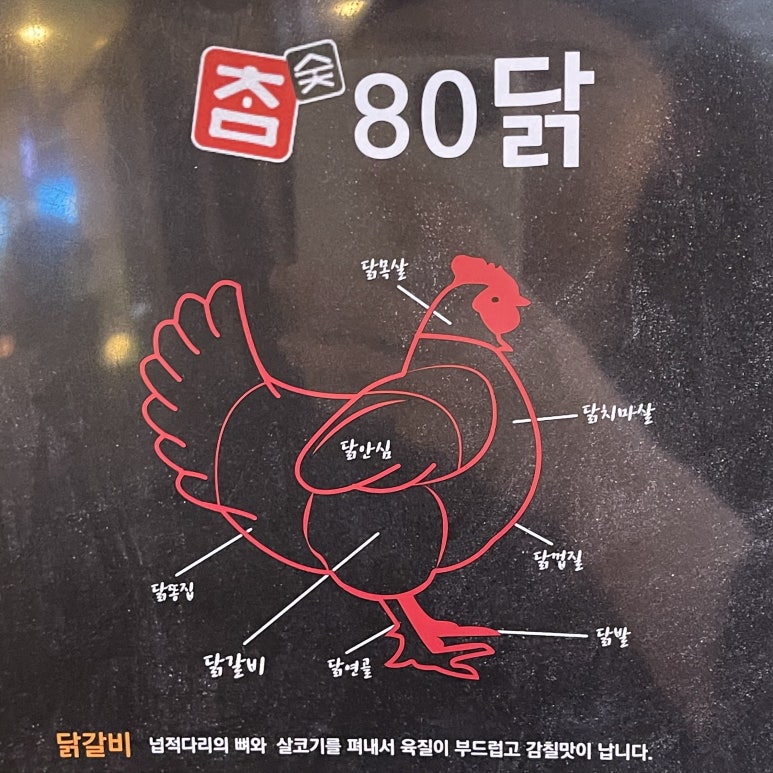 참숯 80닭
닭목살
닭치마살
닭안심
닭껍질
닭똥집
닭발
닭갈비
닭연골
닭갈비 넙적다리의 뼈와 살코기를 펴내서 육질이 부드럽고 감칠맛이 납니다.